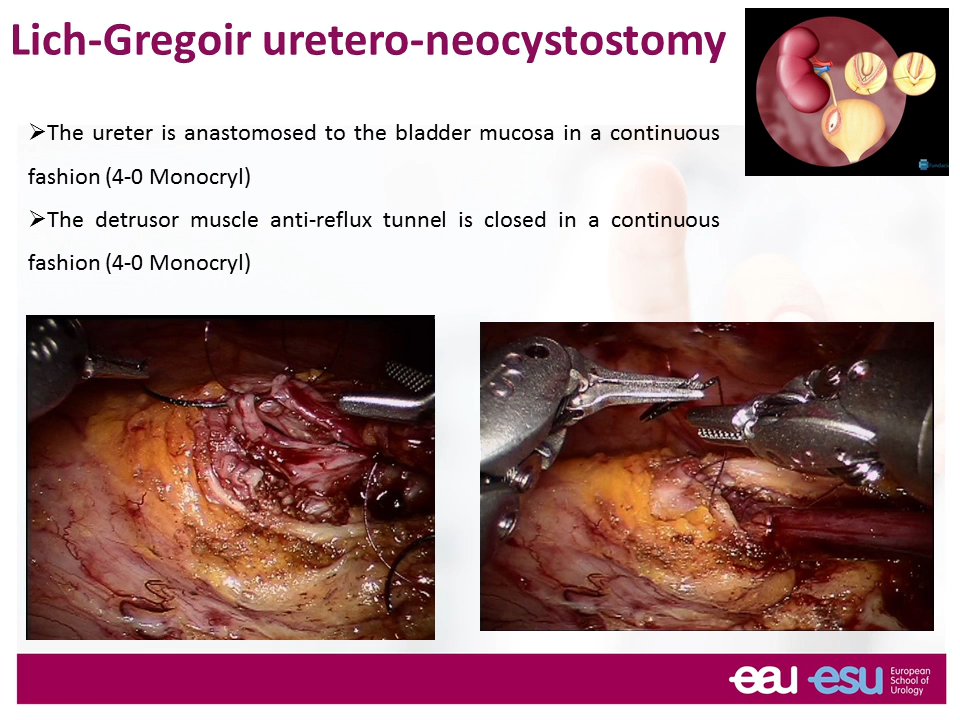 Lich-Gregoir uretero-neocystostomy
➢The ureter is anastomosed to the bladder mucosa in a continuous
fashion (4-0 Monocryl)
➢The detrusor muscle anti-reflux tunnel is closed in a continuous
fashion (4-0 Monocryl)
eau esu European
School of
Urology